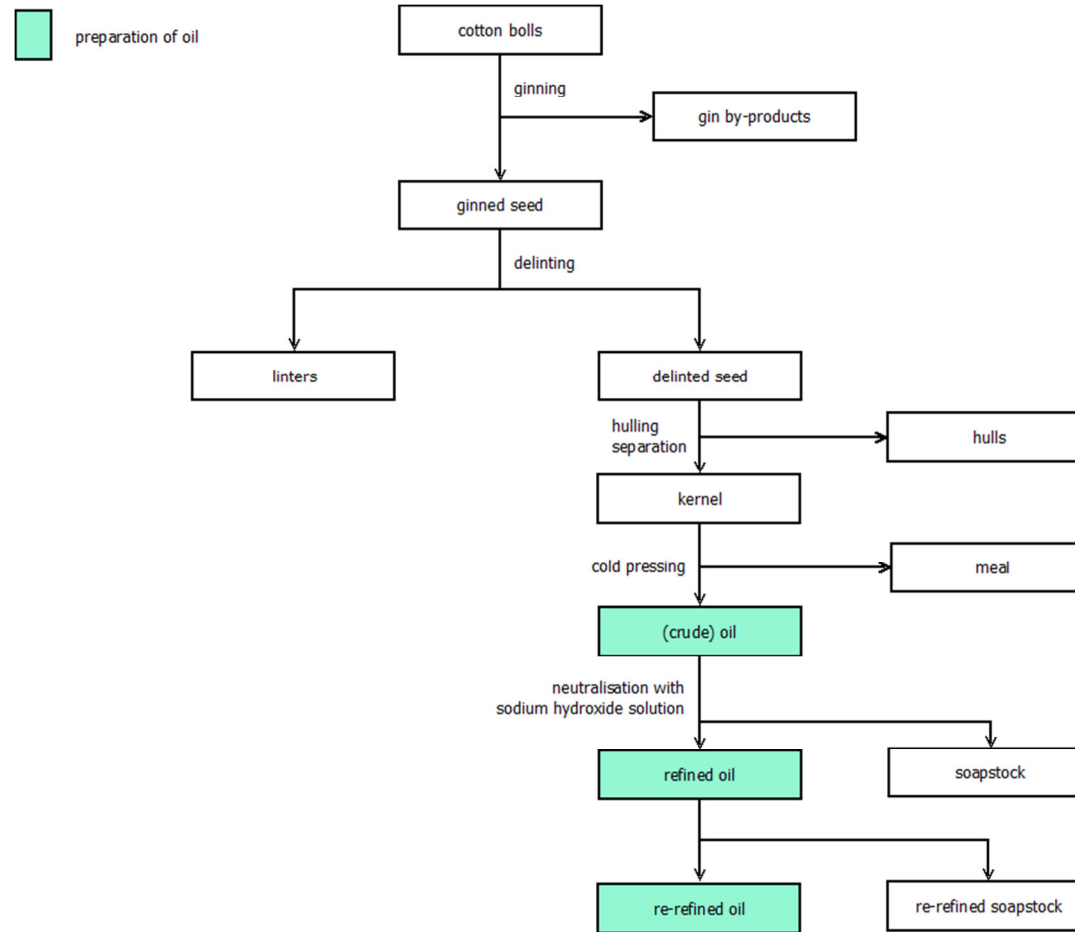 preparation of oil
cotton bolls
ginning
gin by-products
ginned seed
delinting
linters
delinted seed
hulling
separation
hulls
kernel
cold pressing
meal
(crude) oil
neutralisation with
sodium hydroxide solution
refined oil
soapstock
re-refined oil
re-refined soapstock